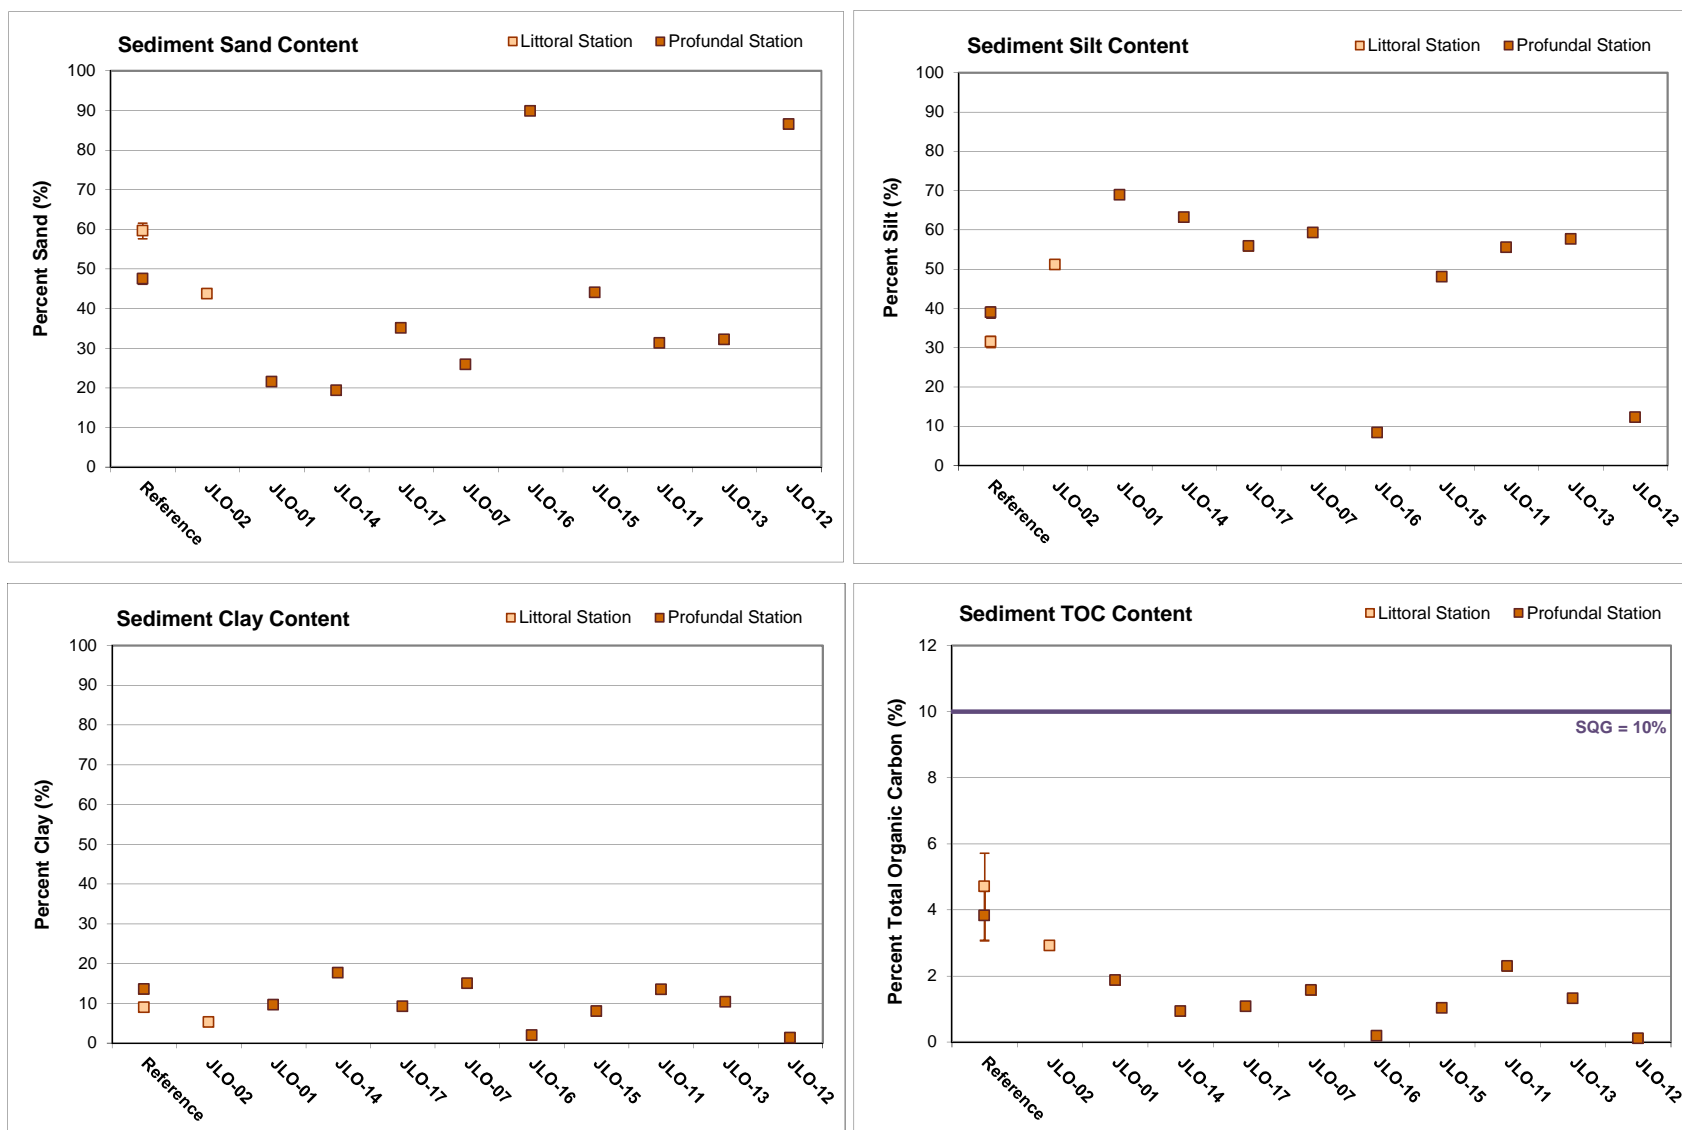 Sediment Sand Content
Littoral Station Profundal Station
Percent Sand (%)
100
90
80
70
60
50
40
30
20
10
0
Reference JLO-02 JLO-01 JLO-14 JLO-17 JLO-07 JLO-16 JLO-15 JLO-11 JLO-13 JLO-12
Sediment Silt Content
Littoral Station Profundal Station
Percent Silt (%)
100
90
80
70
60
50
40
30
20
10
0
Reference JLO-02 JLO-01 JLO-14 JLO-17 JLO-07 JLO-16 JLO-15 JLO-11 JLO-13 JLO-12
Sediment Clay Content
Littoral Station Profundal Station
Percent Clay (%)
100
90
80
70
60
50
40
30
20
10
0
Reference JLO-02 JLO-01 JLO-14 JLO-17 JLO-07 JLO-16 JLO-15 JLO-11 JLO-13 JLO-12
Sediment TOC Content
Littoral Station Profundal Station
Percent Total Organic Carbon (%)
12
10
8
6
4
2
0
SQG = 10%
Reference JLO-02 JLO-01 JLO-14 JLO-17 JLO-07 JLO-16 JLO-15 JLO-11 JLO-13 JLO-12